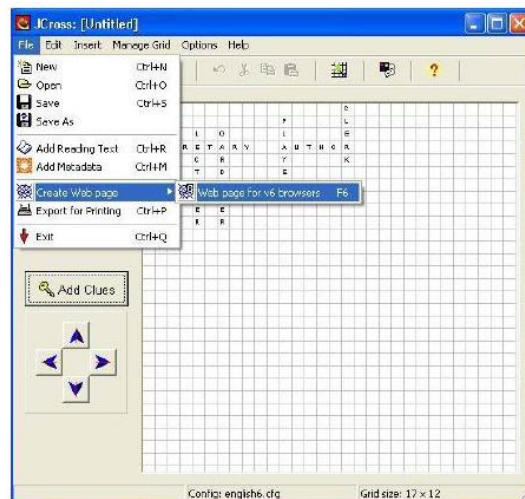 JCross: [Untitled]
File Edit Insert Manage Grid Options Help
New Ctrl+N
Open Ctrl+O
Save Ctrl+S
Save As
Add Reading Text Ctrl+R
Add Metadata Ctrl+M
Create Web page
Web page for v6 browsers F6
Export for Printing Ctrl+P
Exit Ctrl+Q
R E T A R Y
A U T H O R
Add Clues
Config: english6.cfg
Grid size: 17 x 12